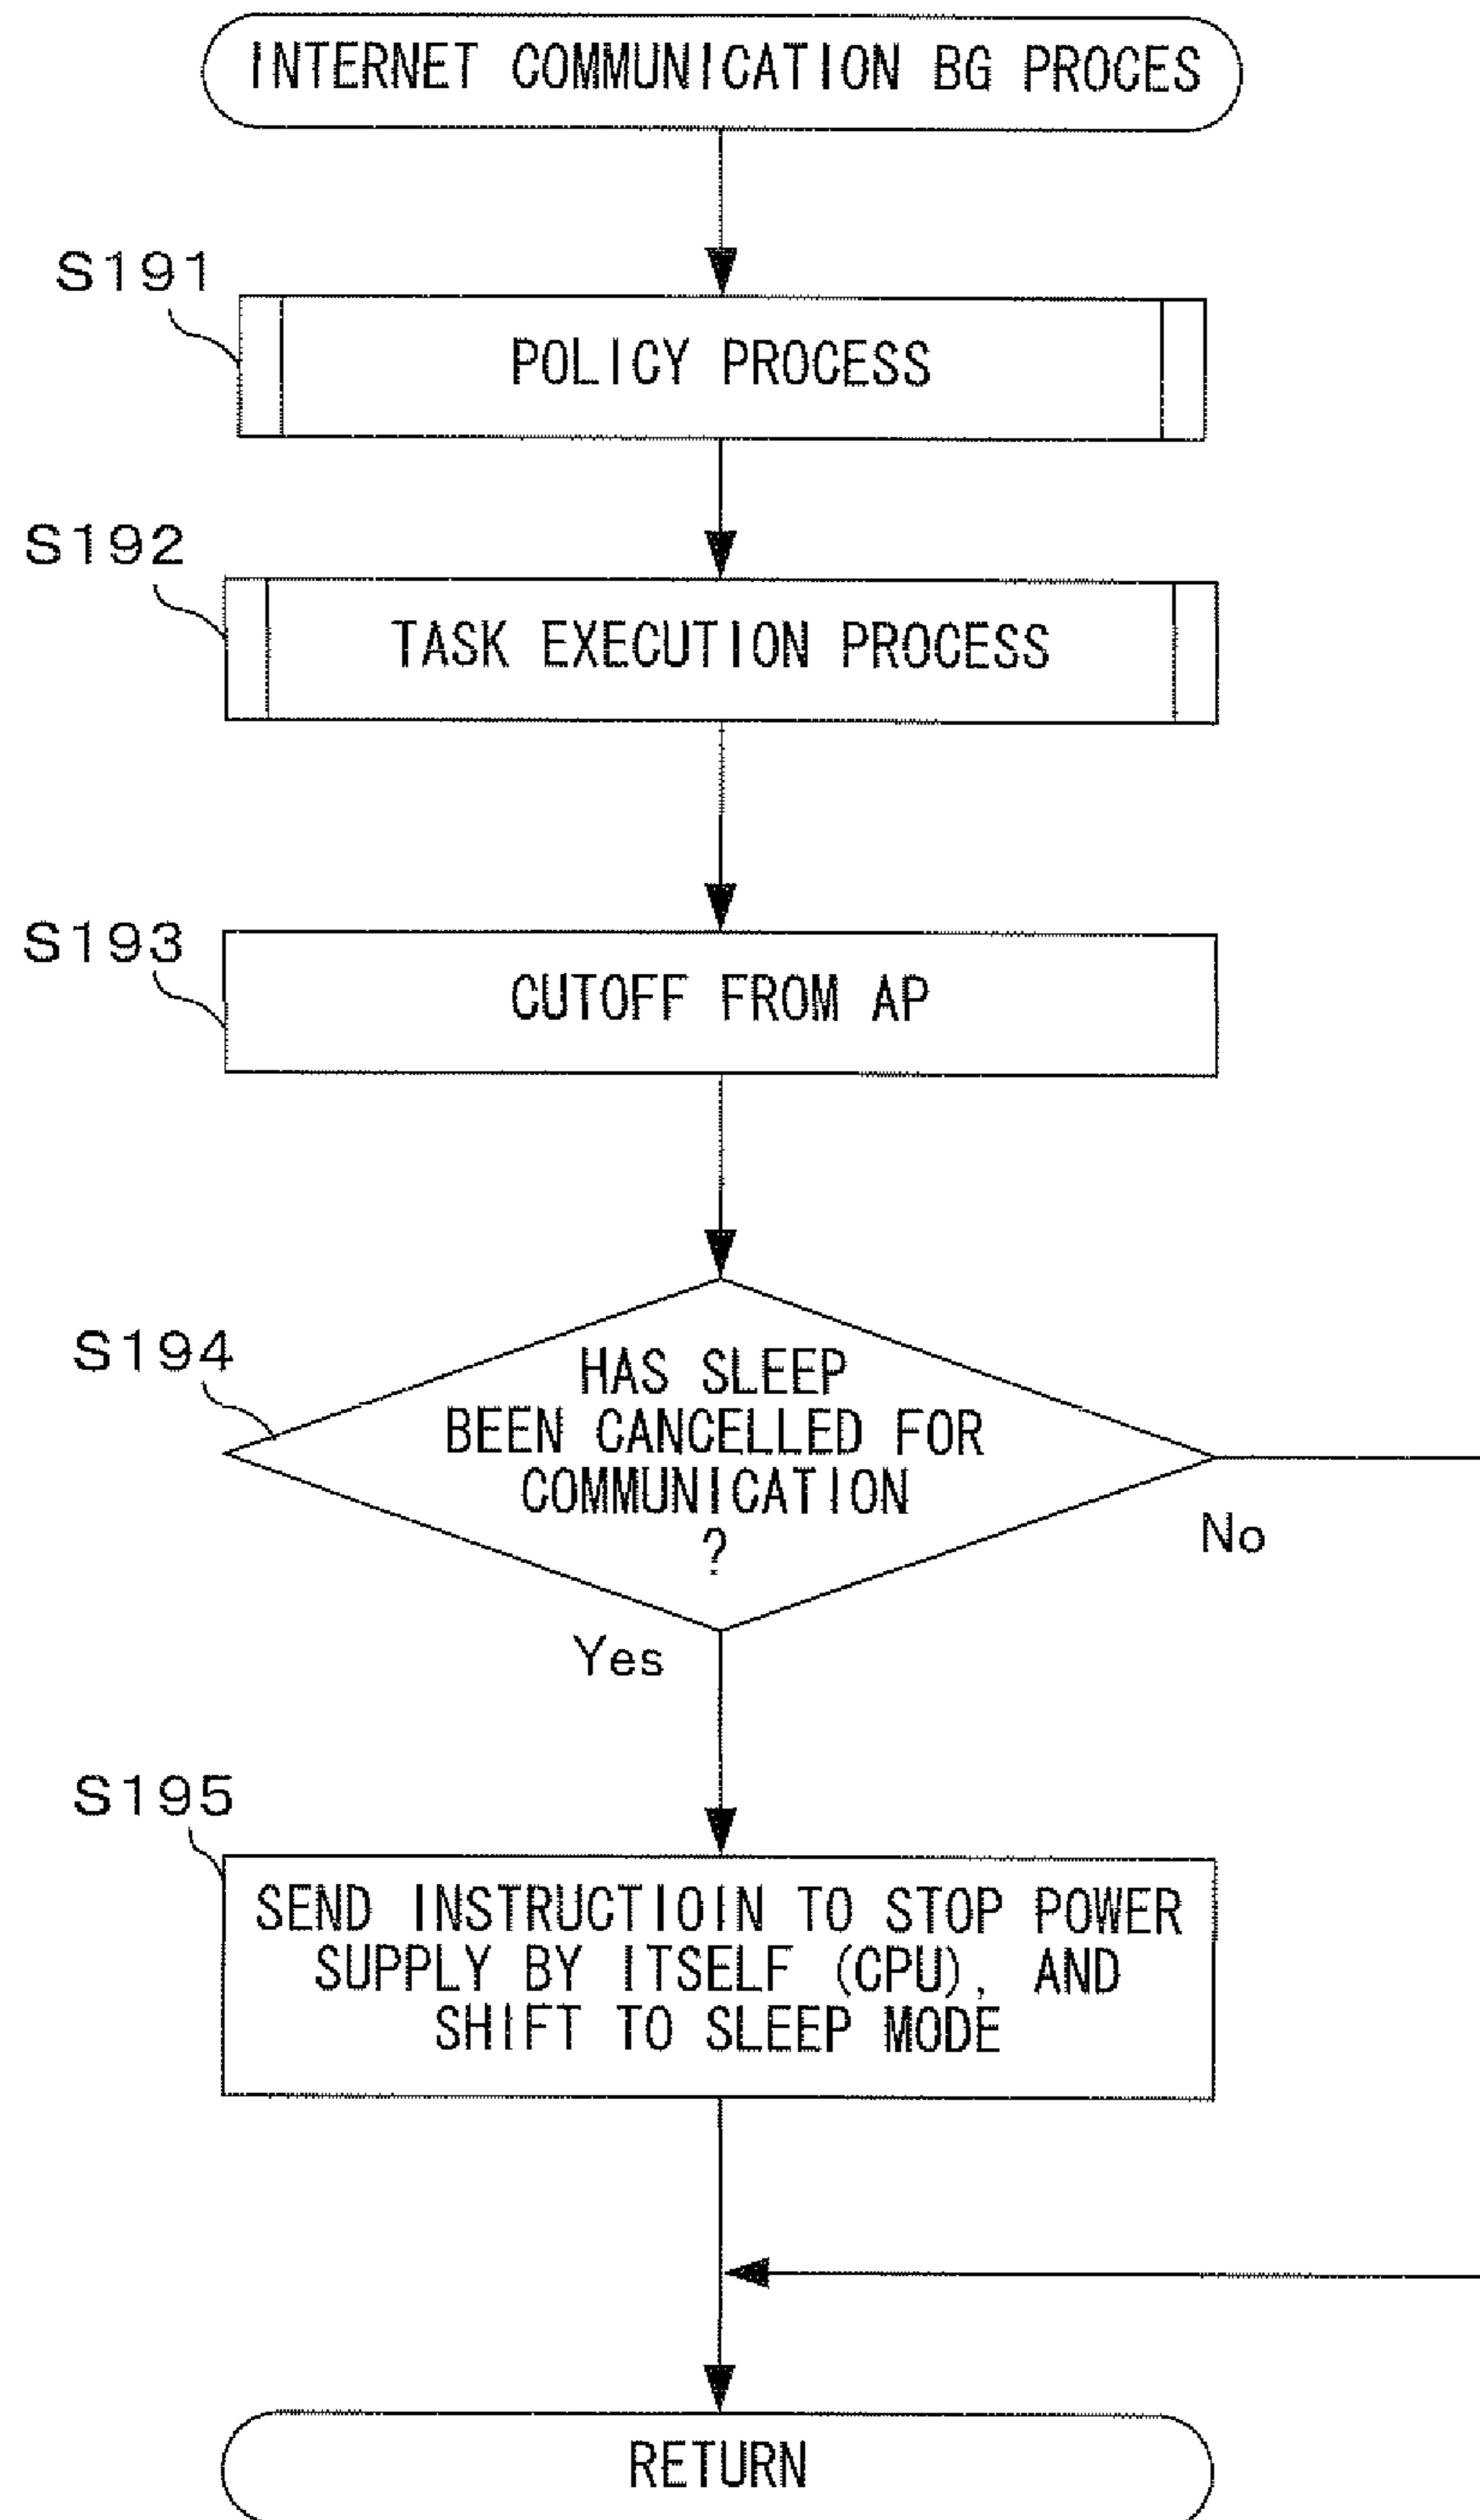 INTERNET COMMUNICATION BG PROCES
S191
POLICY PROCESS
S192
TASK EXECUTION PROCESS
S193
CUTOFF FROM AP
S194
HAS SLEEP
BEEN CANCELLED FOR
COMMUNICATION
?
No
Yes
S195
SEND INSTRUCTIOIN TO STOP POWER
SUPPLY BY ITSELF (CPU), AND
SHIFT TO SLEEP MODE
RETURN